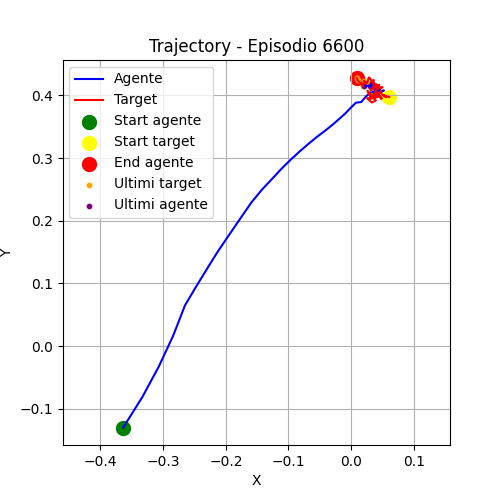 Trajectory - Episodio 6600
Agente
Target
Start agente
Start target
End agente
Ultimi target
Ultimi agente
Y
0.4
0.3
0.2
0.1
0.0
−0.1
−0.4
−0.3
−0.2
−0.1
0.0
0.1
X